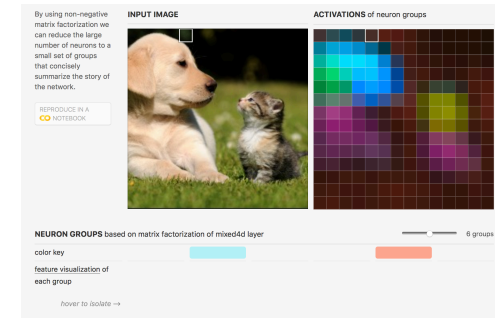 By using non-negative
matrix factorization we
can reduce the large
number of neurons to a
small set of groups
that concisely
summarize the story of
the network.
REPRODUCE IN A
NOTEBOOK
INPUT IMAGE
ACTIVATIONS of neuron groups
NEURON GROUPS based on matrix factorization of mixed4d layer
6 groups
color key
feature visualization of
each group
hover to isolate →